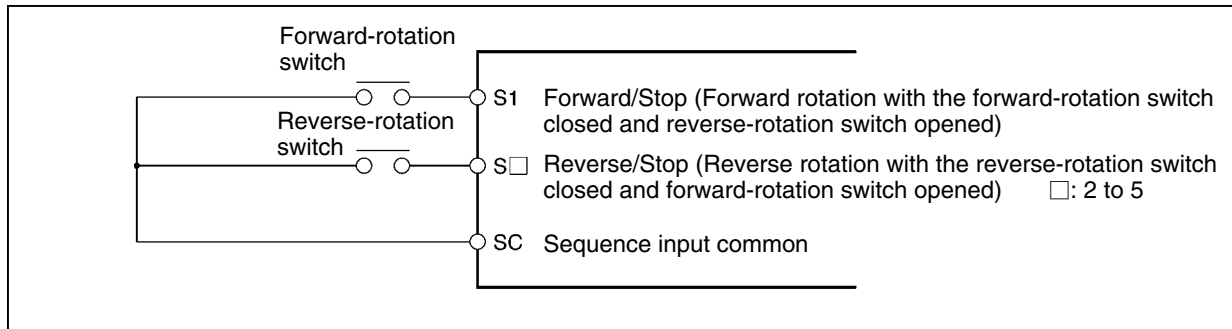 Forward-rotation
switch
S1 Forward/Stop (Forward rotation with the forward-rotation switch
closed and reverse-rotation switch opened)
Reverse-rotation
switch
S□ Reverse/Stop (Reverse rotation with the reverse-rotation switch
closed and forward-rotation switch opened) □: 2 to 5
SC Sequence input common